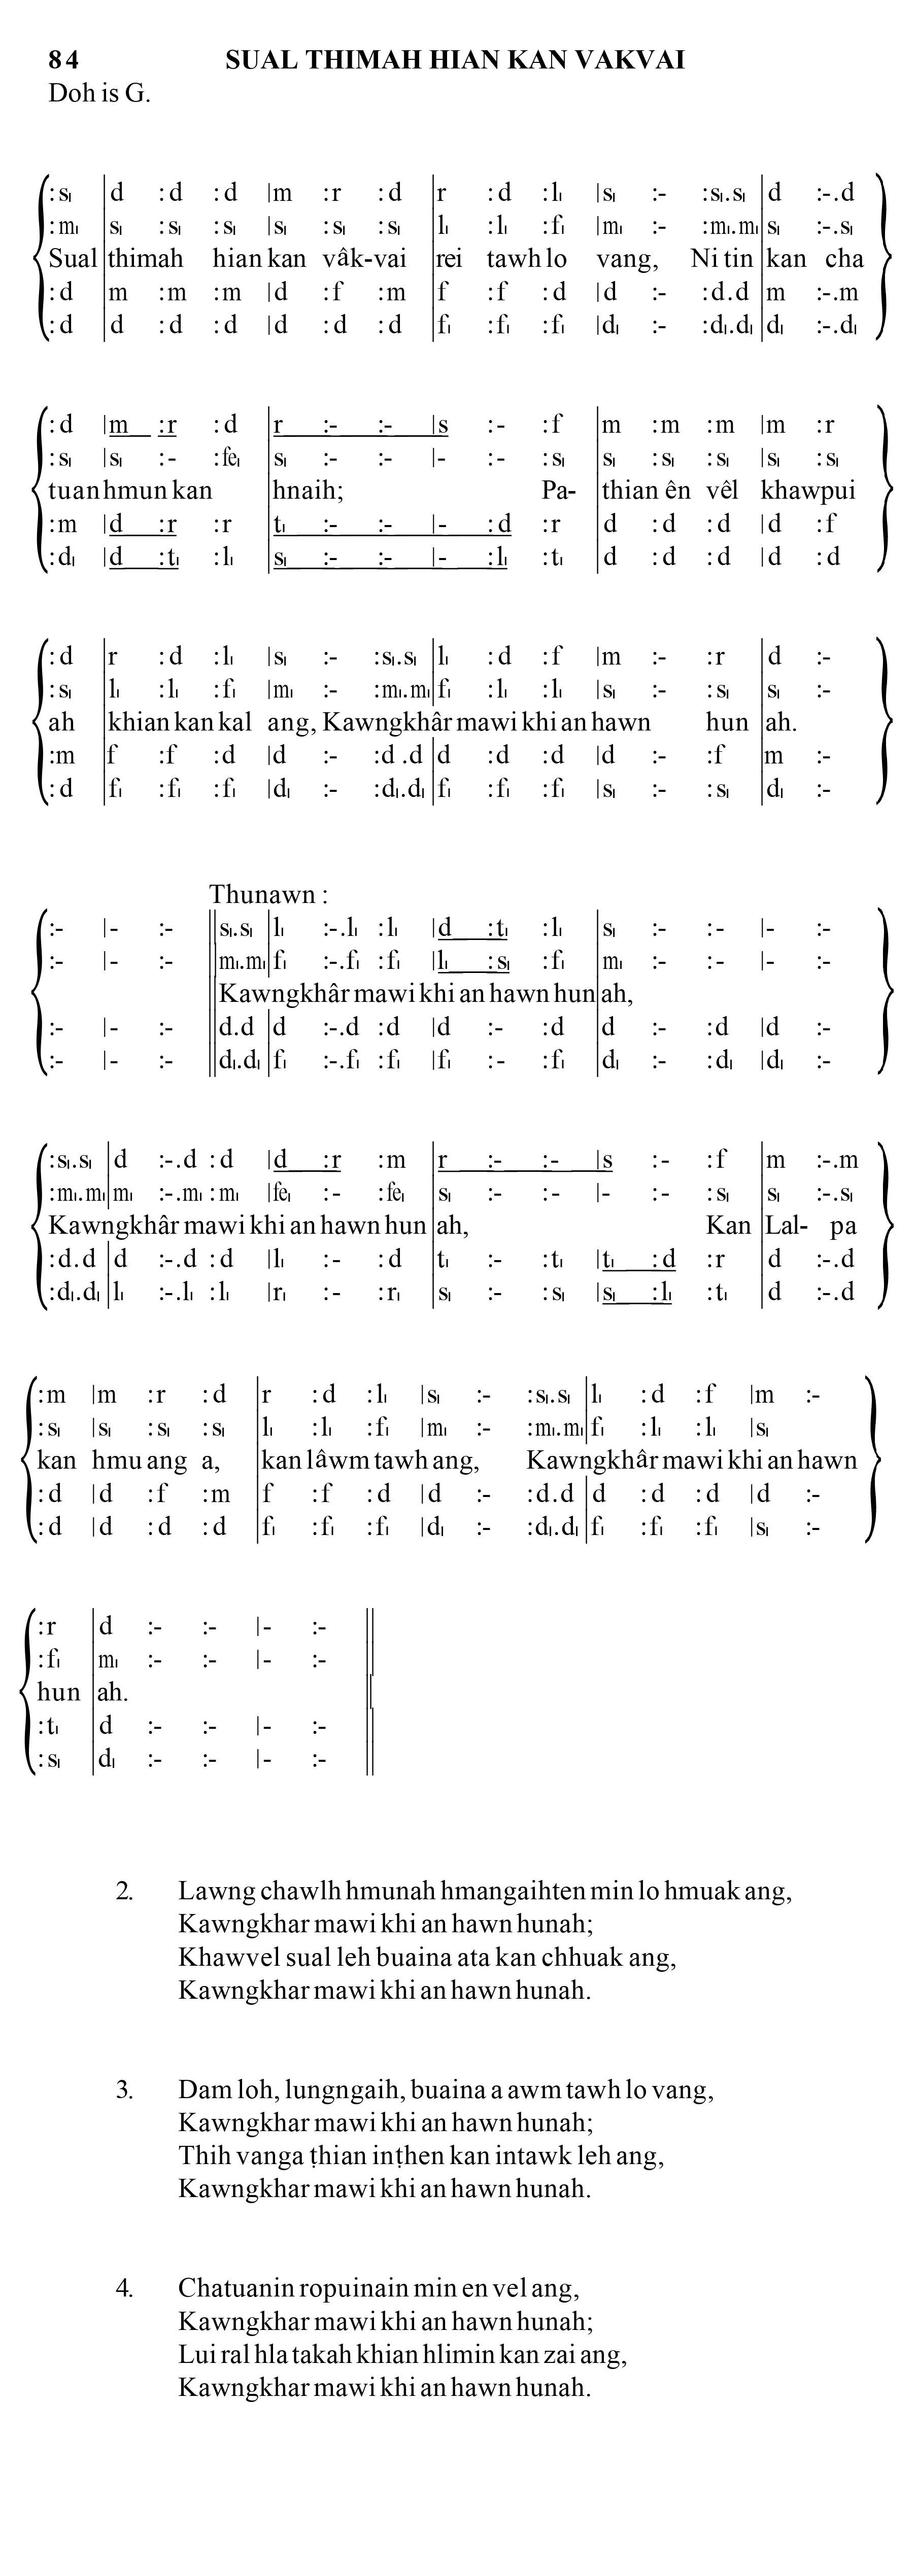 84 SUAL THIMAH HIAN KAN VAKVAI
Doh is G.
:s| |d :d :d |m :r :d |r :d :l| |s| :- :s|.s| |d :-.d
:m| |s| :s| :s| |s| :s| :s| |l| :l| :f| |m| :- :m|.m| |s| :-.s|
Sual thimah hian kan vâk-vai rei tawh lo vang, Ni tin kan cha
:d |m :m :m |d :f :m |f :f :d |d :- :d.d |m :-.m
:d |d :d :d |d :d :d |f| :f| :f| |d| :- :d|.d| |d| :-.d|
:d |m :r :d |r :- :- |s :- :f |m :m :m |m :r
:s| |s| :- :fe| |s| :- :- |- :- :s| |s| :s| :s| |s| :s|
tuan hmun kan hnaih; Pa- thian ên vêl khawpui
:m |d :r :r |t| :- :- |- :d :r |d :d :d |d :f
:d| |d :t| :l| |s| :- :- |- :l| :t| |d :d :d |d :d
:d |r :d :l| |s| :- :s|.s| |l| :d :f |m :- :r |d :-
:s| |l| :l| :f| |m| :- :m|.m| |f| :l| :l| |s| :- :s| |s| :-
ah khian kan kal ang, Kawngkhâr mawi khi an hawn hun ah.
:m |f :f :d |d :- :d .d |d :d :d |d :- :f |m :-
:d |f| :f| :f| |d| :- :d|.d| |f| :f| :f| |s| :- :s| |d| :-
Thunawn :
:- |- :- ||s|.s| |l| :-.l| :l| |d :t| :l| |s| :- :- |- :-
:- |- :- ||m|.m| |f| :-.f| :f| |l| :s| :f| |m| :- :- |- :-
Kawngkhâr mawi khi an hawn hun ah,
:- |- :- ||d.d |d :-.d :d |d :- :d |d :- :d |d :-
:- |- :- ||d|.d| |f| :-.f| :f| |f| :- :f| |d| :- :d| |d| :-
:s|.s| |d :-.d :d |d :r :m |r :- :- |s :- :f |m :-.m
:m|.m| |m| :-.m| :m| |fe| :- :fe| |s| :- :- |- :- :s| |s| :-.s|
Kawngkhâr mawi khi an hawn hun ah, Kan Lal- pa
:d.d |d :-.d :d |l| :- :d |t| :- :t| |t| :d :r |d :-.d
:d|.d| |l| :-.l| :l| |r| :- :r| |s| :- :s| |s| :l| :t| |d :-.d
:m |m :r :d |r :d :l| |s| :- :s|.s| |l| :d :f |m :-
:s| |s| :s| :s| |l| :l| :f| |m| :- :m|.m| |f| :l| :l| |s|
kan hmu ang a, kan lâwm tawh ang, Kawngkhâr mawi khi an hawn
:d |d :f :m |f :f :d |d :- :d.d |d :d :d |d :-
:d |d :d :d |f| :f| :f| |d| :- :d|.d| |f| :f| :f| |s| :-
:r |d :- :- |- :- ||
:f| |m| :- :- |- :- ||
hun ah.
:t| |d :- :- |- :- ||
:s| |d| :- :- |- :- ||
2. Lawng chawlh hmunah hmangaihten min lo hmuak ang,
Kawngkhar mawi khi an hawn hunah;
Khawvel sual leh buaina ata kan chhuak ang,
Kawngkhar mawi khi an hawn hunah.
3. Dam loh, lungngaih, buaina a awm tawh lo vang,
Kawngkhar mawi khi an hawn hunah;
Thih vanga ṭhian inṭhen kan intawk leh ang,
Kawngkhar mawi khi an hawn hunah.
4. Chatuanin ropuinain min en vel ang,
Kawngkhar mawi khi an hawn hunah;
Lui ral hla takah khian hlimin kan zai ang,
Kawngkhar mawi khi an hawn hunah.